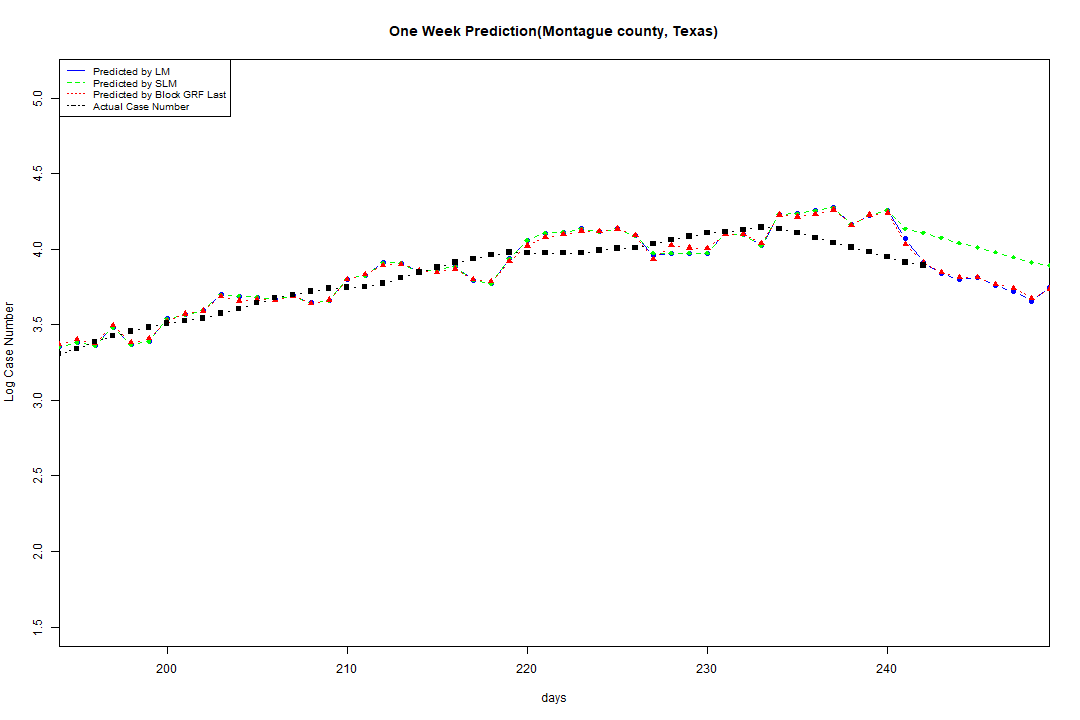 One Week Prediction(Montague county, Texas)
Predicted by LM
Predicted by SLM
Predicted by Block GRF Last
Actual Case Number
5.0
4.5
4.0
3.5
3.0
2.5
2.0
1.5
Log Case Number
200 210 220 230 240
days